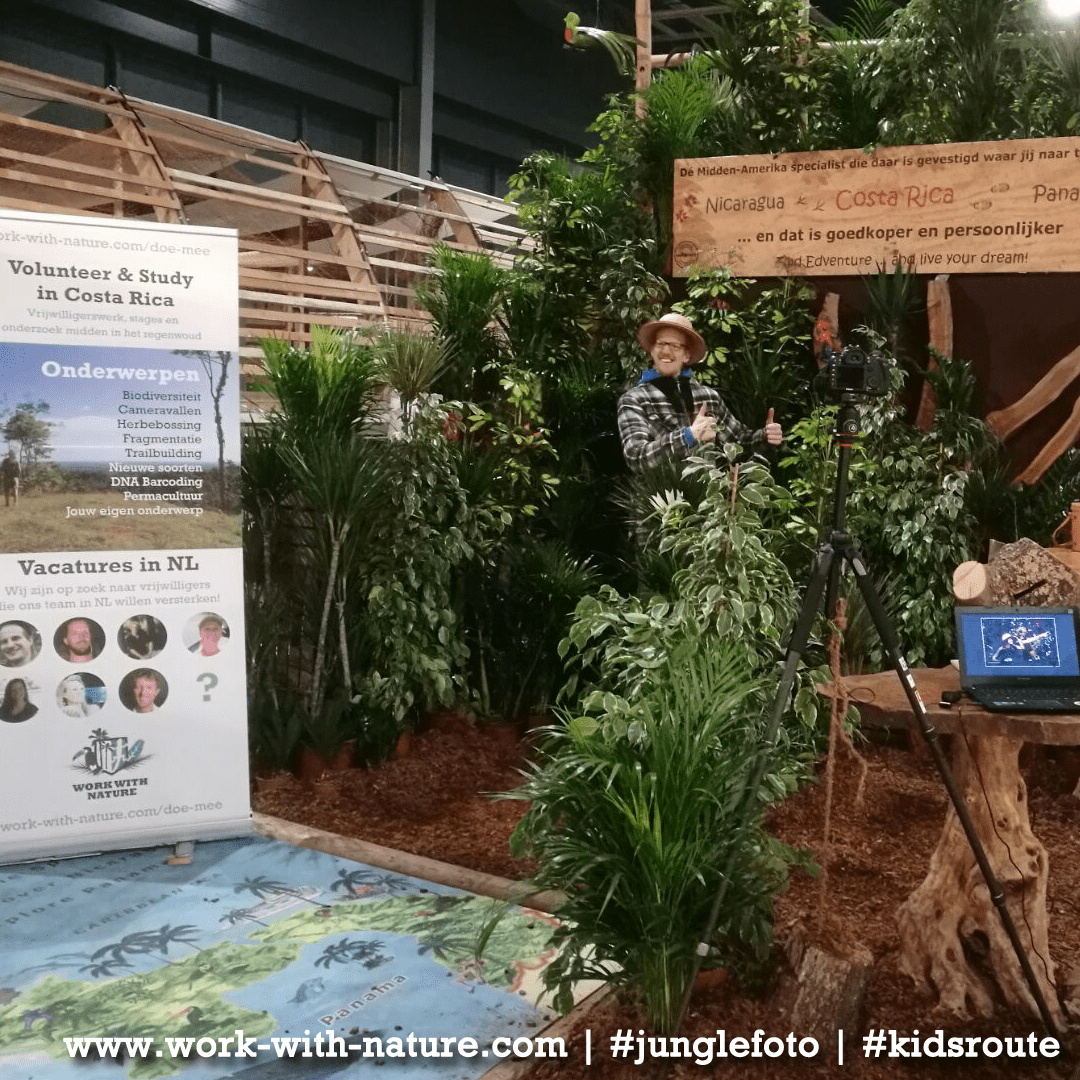 work-with-nature.com/doe-mee
Volunteer & Study
in Costa Rica
Vrijwilligerswerk, stages en
onderzoek midden in het regenwoud
Onderwerpen
Biodiversiteit
Cameravallen
Herbebossing
Fragmentatie
Trailbuilding
Nieuwe soorten
DNA Barcoding
Permacultuur
Jouw eigen onderwerp
Vacatures in NL
Wij zijn op zoek naar vrijwilligers
die ons team in NL willen versterken!
?
WORK WITH
NATURE
work-with-nature.com/doe-mee
De Midden-Amerika specialist die daar is gevestigd waar jij naar t
Nicaragua Costa Rica Pana
... en dat is goedkoper en persoonlijker
Edventure ... and live your dream!
Panama
www.work-with-nature.com | #junglefoto | #kidsroute